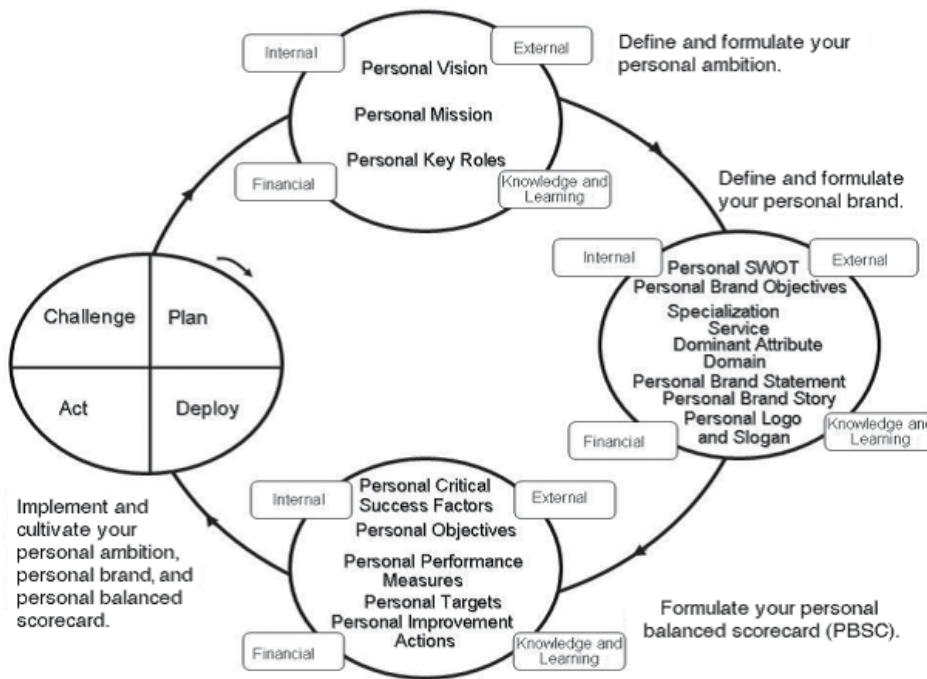 Internal
External
Personal Vision
Personal Mission
Personal Key Roles
Financial
Knowledge and
Learning
Define and formulate your
personal ambition.
Define and formulate
your personal brand.
Internal
External
Personal SWOT
Personal Brand Objectives
Specialization
Service
Dominant Attribute
Domain
Personal Brand Statement
Personal Brand Story
Personal Logo
and Slogan
Financial
Knowledge and
Learning
Formulate your personal
balanced scorecard (PBSC).
Internal
External
Personal Critical
Success Factors
Personal Objectives
Personal Performance
Measures
Personal Targets
Personal Improvement
Actions
Financial
Knowledge and
Learning
Implement and
cultivate your
personal ambition,
personal brand, and
personal balanced
scorecard.
Challenge
Plan
Act
Deploy